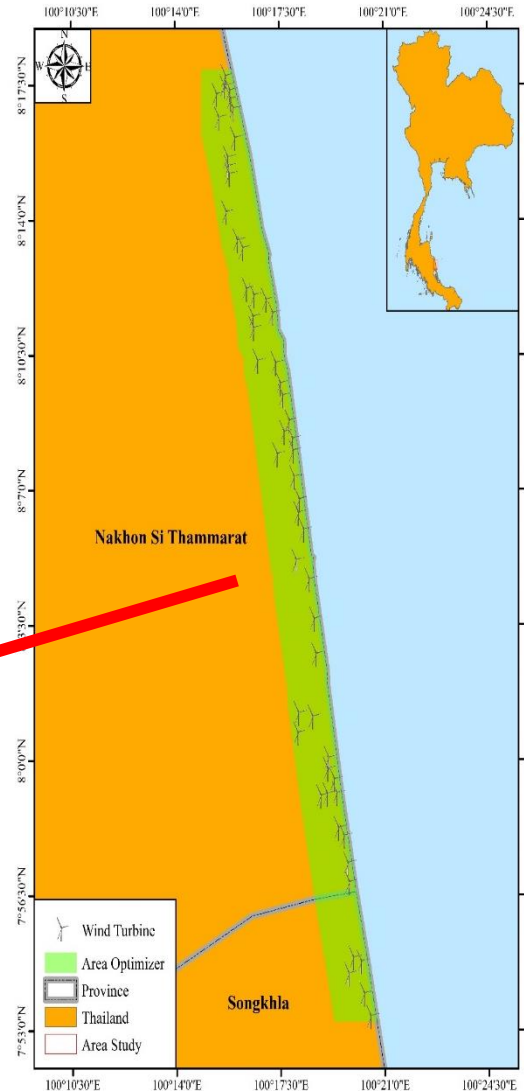 100°10'30"E 100°14'0"E 100°17'30"E 100°21'0"E 100°24'30"E
N
W E
S
8°17'30"N
8°14'0"N
8°10'30"N
8°7'0"N
Nakhon Si Thammarat
3'30"N
8°0'0"N
7°56'30"N
7°53'0"N
Wind Turbine
Area Optimizer
Province
Thailand
Area Study
Songkhla
100°10'30"E 100°14'0"E 100°17'30"E 100°21'0"E 100°24'30"E